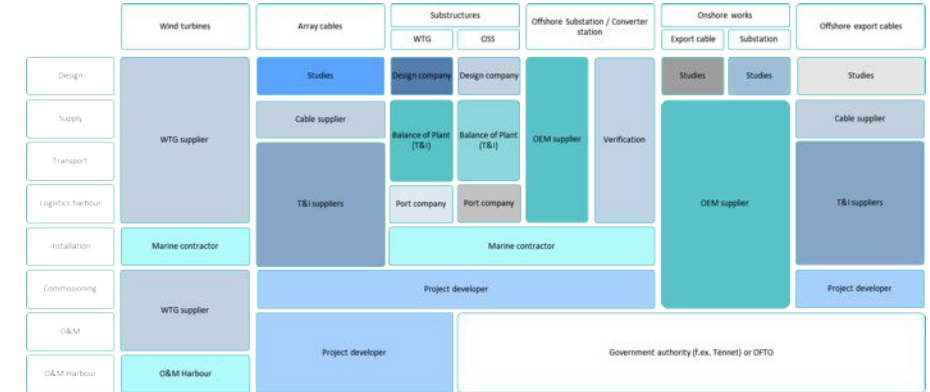 Wind turbines
Array cables
Substructures
WTG
OSS
Offshore Substation / Converter
station
Onshore works
Export cable
Substation
Offshore export cables
Design
Studies
Design company
Design company
Studies
Studies
Studies
Supply
WTG supplier
Cable supplier
Balance of Plant
(T&I)
Balance of Plant
(T&I)
OEM supplier
Verification
OEM supplier
Cable supplier
Transport
Logistics harbour
T&I suppliers
Port company
Port company
T&I suppliers
Installation
Marine contractor
Marine contractor
Commissioning
WTG supplier
Project developer
Project developer
O&M
Project developer
Government authority (f.ex. Tennet) or OFTO
O&M Harbour
O&M Harbour